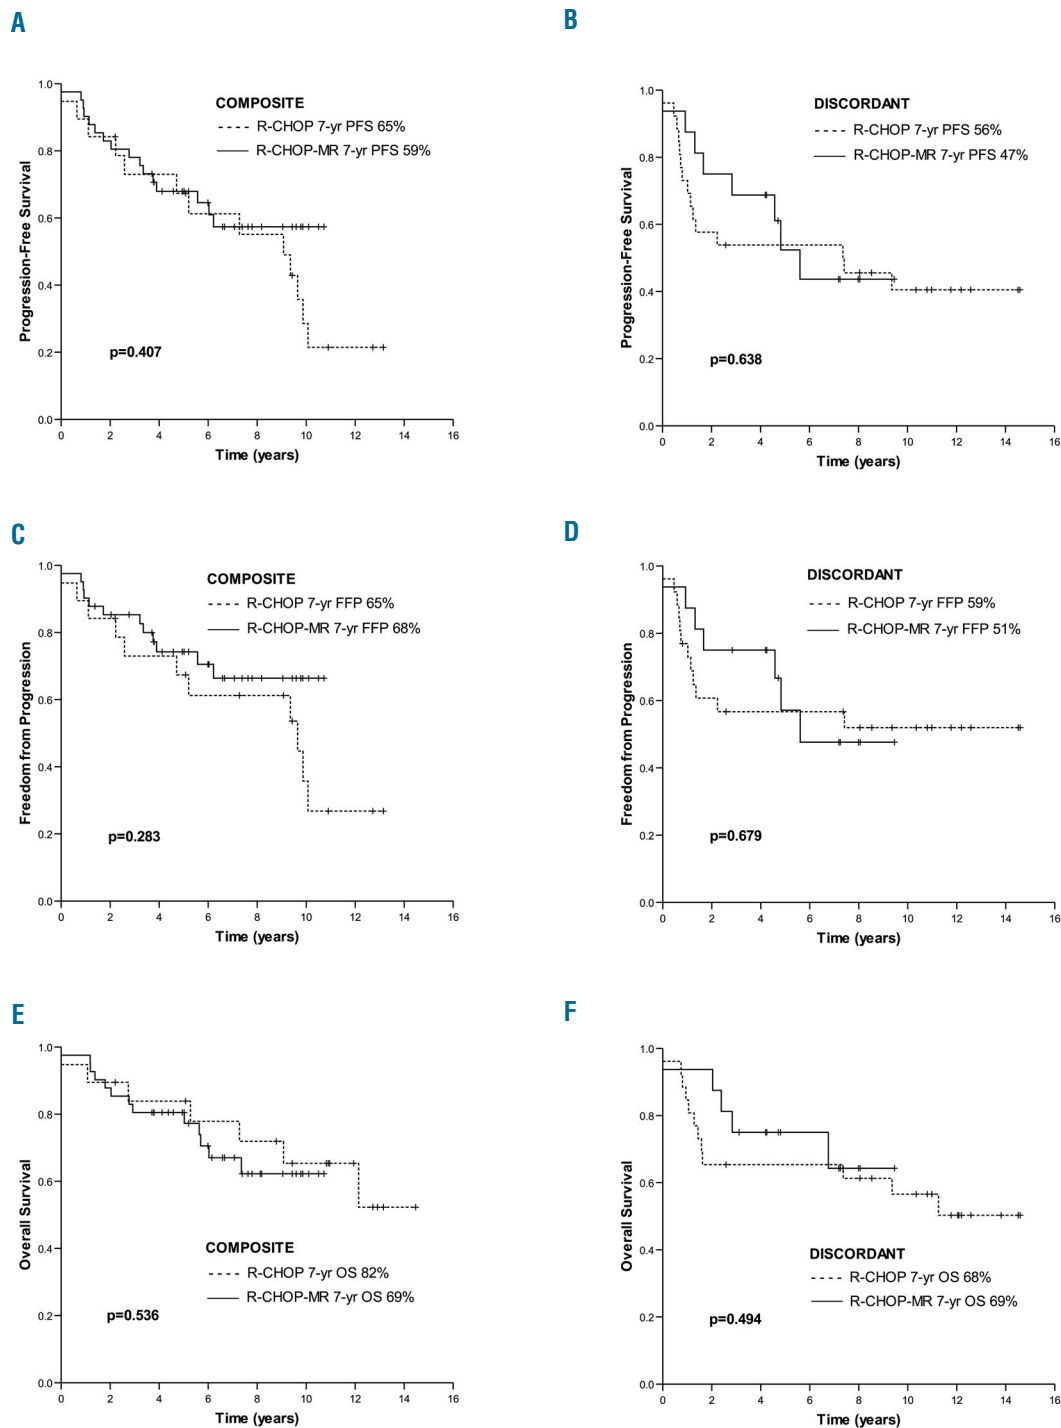 A
COMPOSITE
R-CHOP 7-yr PFS 65%
R-CHOP-MR 7-yr PFS 59%
p=0.407
Progression-Free Survival
1.0
0.8
0.6
0.4
0.2
0.0
0 2 4 6 8 10 12 14 16
Time (years)
B
DISCORDANT
R-CHOP 7-yr PFS 56%
R-CHOP-MR 7-yr PFS 47%
p=0.638
Progression-Free Survival
1.0
0.8
0.6
0.4
0.2
0.0
0 2 4 6 8 10 12 14 16
Time (years)
C
COMPOSITE
R-CHOP 7-yr FFP 65%
R-CHOP-MR 7-yr FFP 68%
p=0.283
Freedom from Progression
1.0
0.8
0.6
0.4
0.2
0.0
0 2 4 6 8 10 12 14 16
Time (years)
D
DISCORDANT
R-CHOP 7-yr FFP 59%
R-CHOP-MR 7-yr FFP 51%
p=0.679
Freedom from Progression
1.0
0.8
0.6
0.4
0.2
0.0
0 2 4 6 8 10 12 14 16
Time (years)
E
COMPOSITE
R-CHOP 7-yr OS 82%
R-CHOP-MR 7-yr OS 69%
p=0.536
Overall Survival
1.0
0.8
0.6
0.4
0.2
0.0
0 2 4 6 8 10 12 14 16
Time (years)
F
DISCORDANT
R-CHOP 7-yr OS 68%
R-CHOP-MR 7-yr OS 69%
p=0.494
Overall Survival
1.0
0.8
0.6
0.4
0.2
0.0
0 2 4 6 8 10 12 14 16
Time (years)